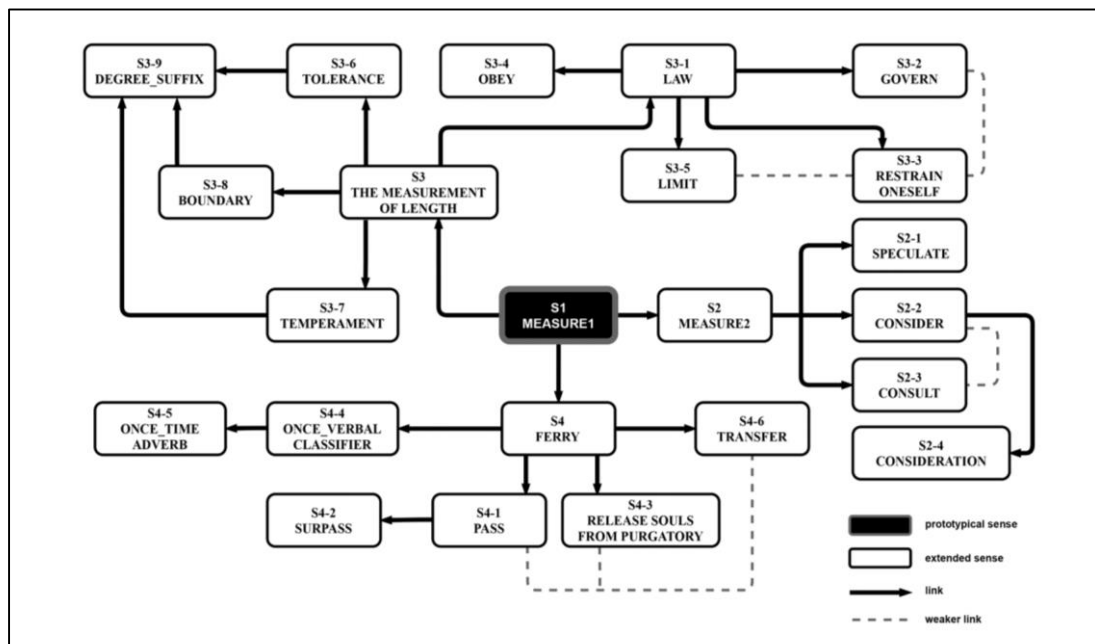 S3-9
DEGREE_SUFFIX
S3-6
TOLERANCE
S3-4
OBEY
S3-1
LAW
S3-2
GOVERN
S3-8
BOUNDARY
S3
THE MEASUREMENT
OF LENGTH
S3-5
LIMIT
S3-3
RESTRAIN
ONESELF
S2-1
SPECULATE
S3-7
TEMPERAMENT
S1
MEASURE1
S2
MEASURE2
S2-2
CONSIDER
S2-3
CONSULT
S4-5
ONCE_TIME
ADVERB
S4-4
ONCE_VERBAL
CLASSIFIER
S4
FERRY
S4-6
TRANSFER
S2-4
CONSIDERATION
S4-2
SURPASS
S4-1
PASS
S4-3
RELEASE SOULS
FROM PURGATORY
prototypical sense
extended sense
link
weaker link